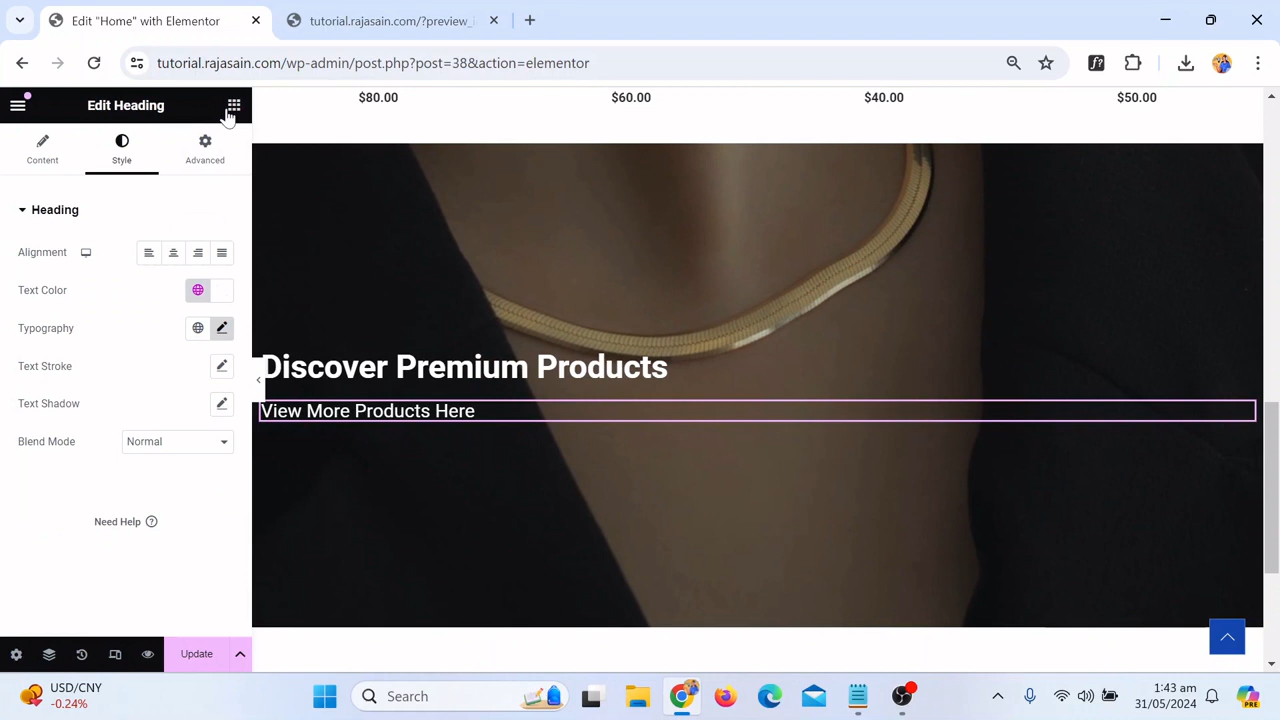 Edit "Home" with Elementor
tutorial.rajasain.com/?preview_i
tutorial.rajasain.com/wp-admin/post.php?post=38&action=elementor
Edit Heading
$80.00 $60.00 $40.00 $50.00
Content Style Advanced
Heading
Alignment
Text Color
Typography
Text Stroke
Text Shadow
Blend Mode Normal
Need Help
Discover Premium Products
View More Products Here
Update
USD/CNY
-0.24%
Search
1:43 am
31/05/2024
PRE